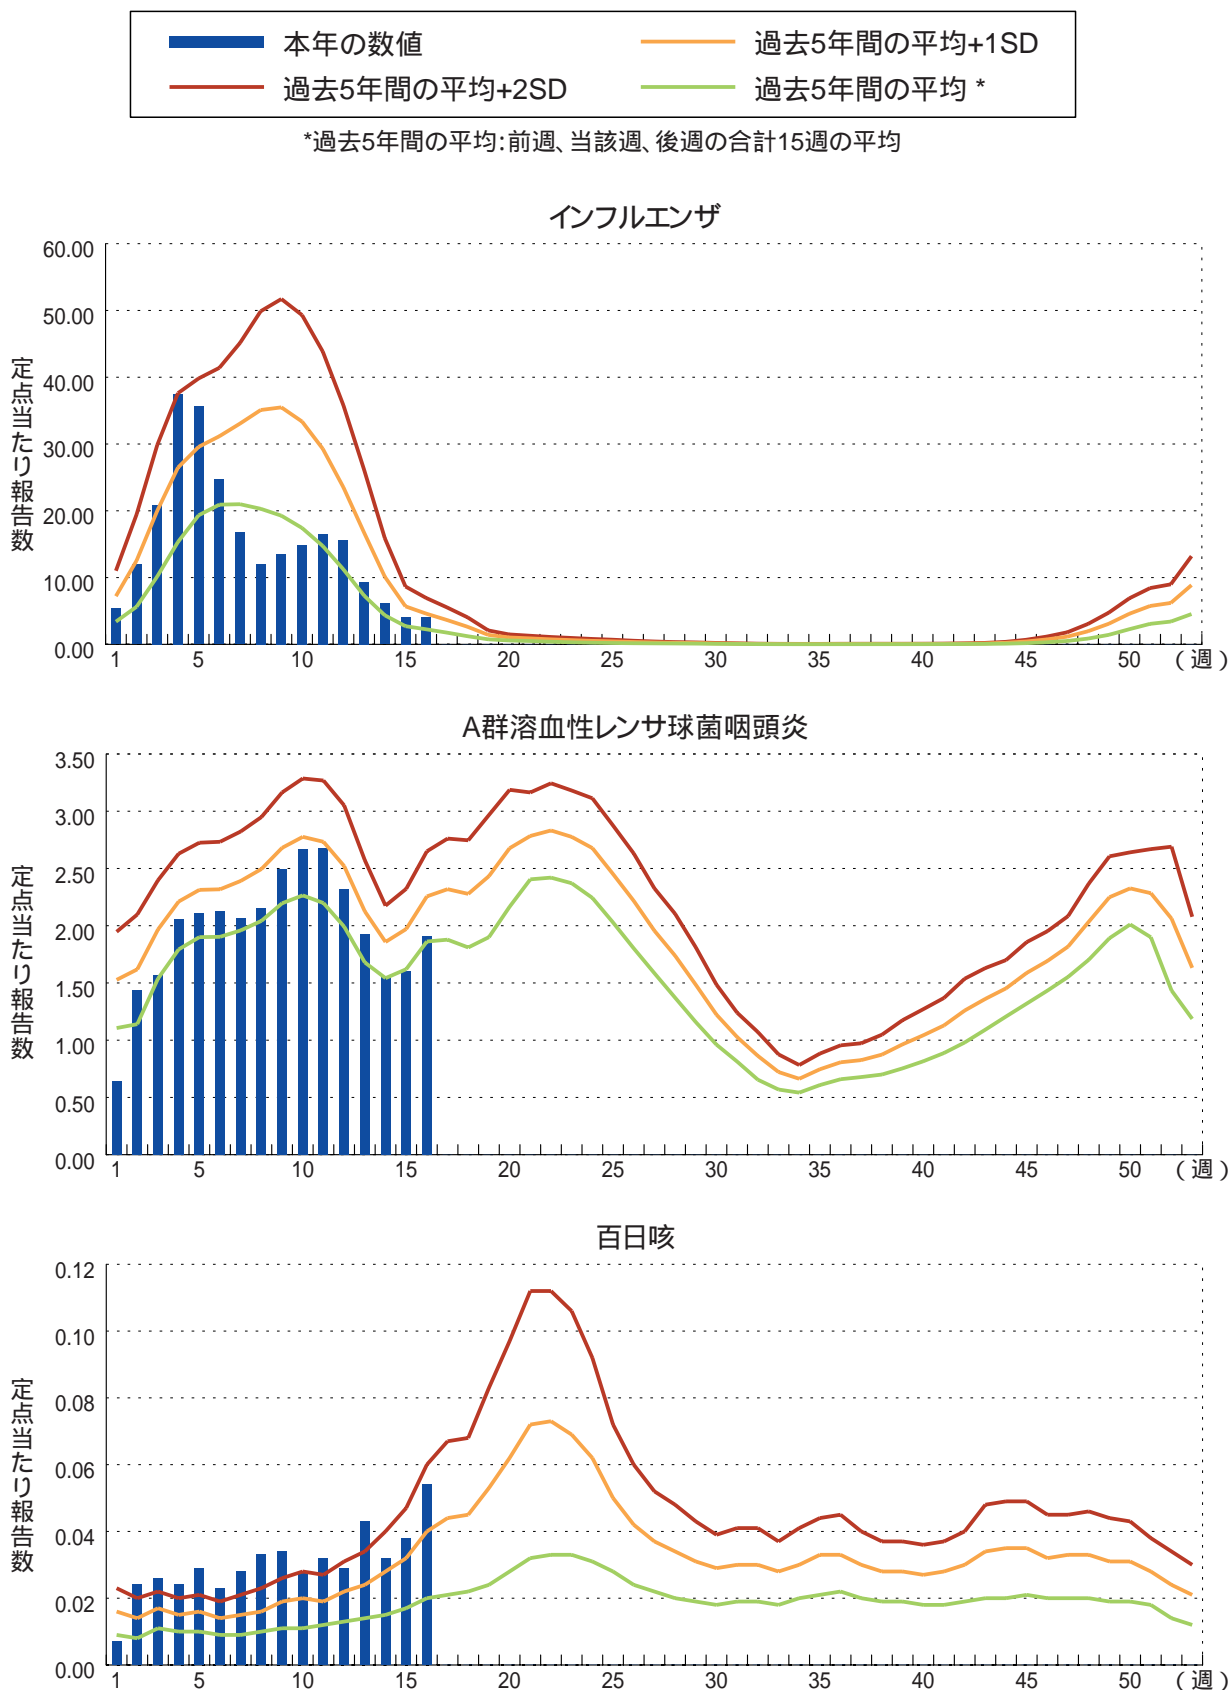 本年の数値
過去5年間の平均+1SD
過去5年間の平均+2SD
過去5年間の平均 *
*過去5年間の平均:前週、当該週、後週の合計15週の平均
インフルエンザ
定点当たり報告数
60.00
50.00
40.00
30.00
20.00
10.00
0.00
1 5 10 15 20 25 30 35 40 45 50 (週)
A群溶血性レンサ球菌咽頭炎
定点当たり報告数
3.50
3.00
2.50
2.00
1.50
1.00
0.50
0.00
1 5 10 15 20 25 30 35 40 45 50 (週)
百日咳
定点当たり報告数
0.12
0.10
0.08
0.06
0.04
0.02
0.00
1 5 10 15 20 25 30 35 40 45 50 (週)